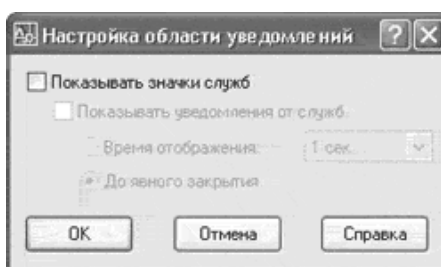 Настройка области уведомлений
Показывать значки служб
Показывать уведомления от служб
Время отображения: 1 сек.
До явного закрытия
ОК Отмена Справка